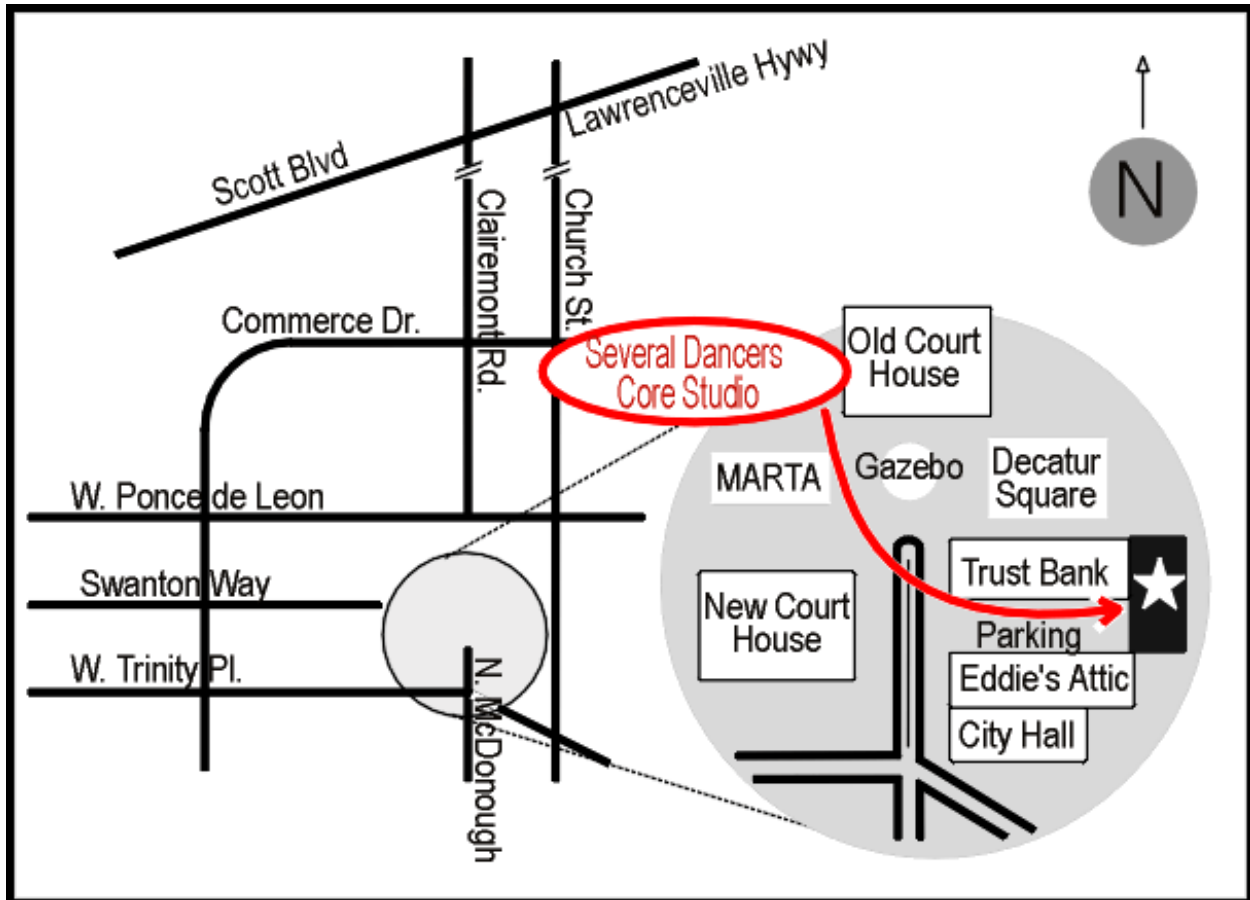 Lawrenceville Hywy
Scott Blvd
N
Clairemont Rd.
Church St.
Commerce Dr.
Several Dancers
Core Studio
Old Court
House
MARTA
Gazebo
Decatur
Square
W. Ponce de Leon
Trust Bank
Swanton Way
New Court
House
Parking
W. Trinity Pl.
Eddie's Attic
N. McDonough
City Hall